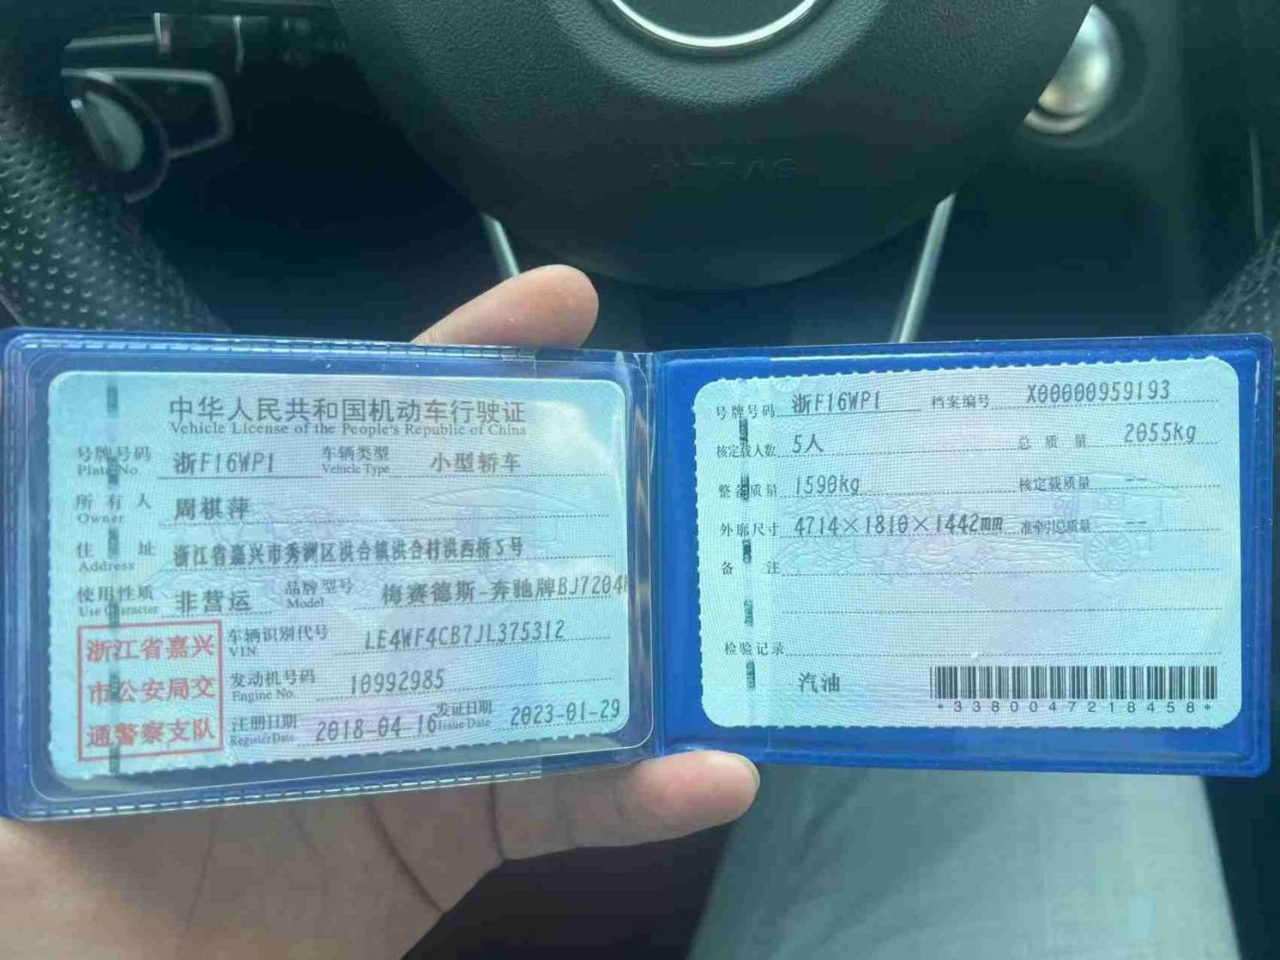 AIRBAG
中华人民共和国机动车行驶证
Vehicle License of the People's Republic of China
号牌号码 浙F16WP1 车辆类型 小型轿车
Plate No. Vehicle Type
所有人 周祺萍
Owner
住址 浙江省嘉兴市秀洲区洪合镇洪合村洪西桥5号
Address
使用性质 非营运 品牌型号 梅赛德斯-奔驰牌BJ7204
Use Character Model
浙江省嘉兴
市公安局交
通警察支队
车辆识别代号 LE4WF4CB7JL375312
VIN
发动机号码 10992985
Engine No.
注册日期 2018-04-16 发证日期 2023-01-29
Register Date Issue Date
号牌号码 浙F16WP1 档案编号 X00000959193
核定载人数 5人 总质量 2055kg
整备质量 1590kg 核定载质量 --
外廓尺寸 4714×1810×1442mm 准牵引总质量 --
备注
检验记录
汽油
*3380047218458*